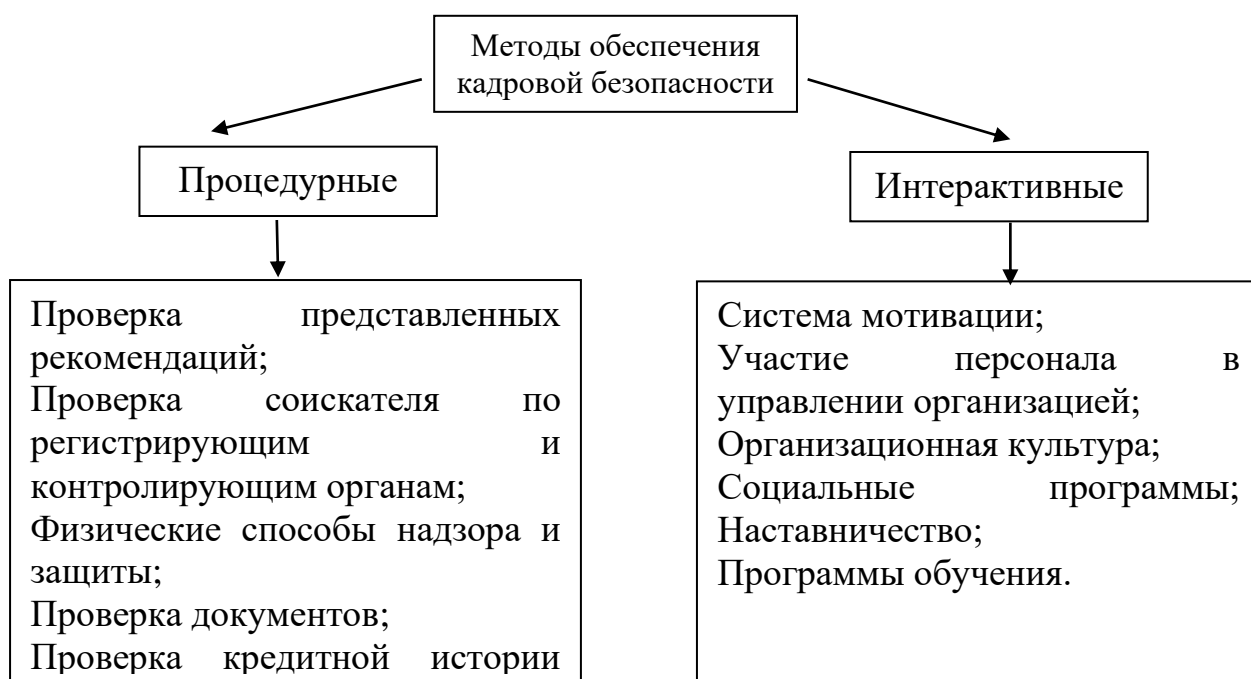 Методы обеспечения
кадровой безопасности
Процедурные
Интерактивные
Проверка представленных
рекомендаций;
Проверка соискателя по
регистрирующим и
контролирующим органам;
Физические способы надзора и
защиты;
Проверка документов;
Проверка кредитной истории
Система мотивации;
Участие персонала в
управлении организацией;
Организационная культура;
Социальные программы;
Наставничество;
Программы обучения.